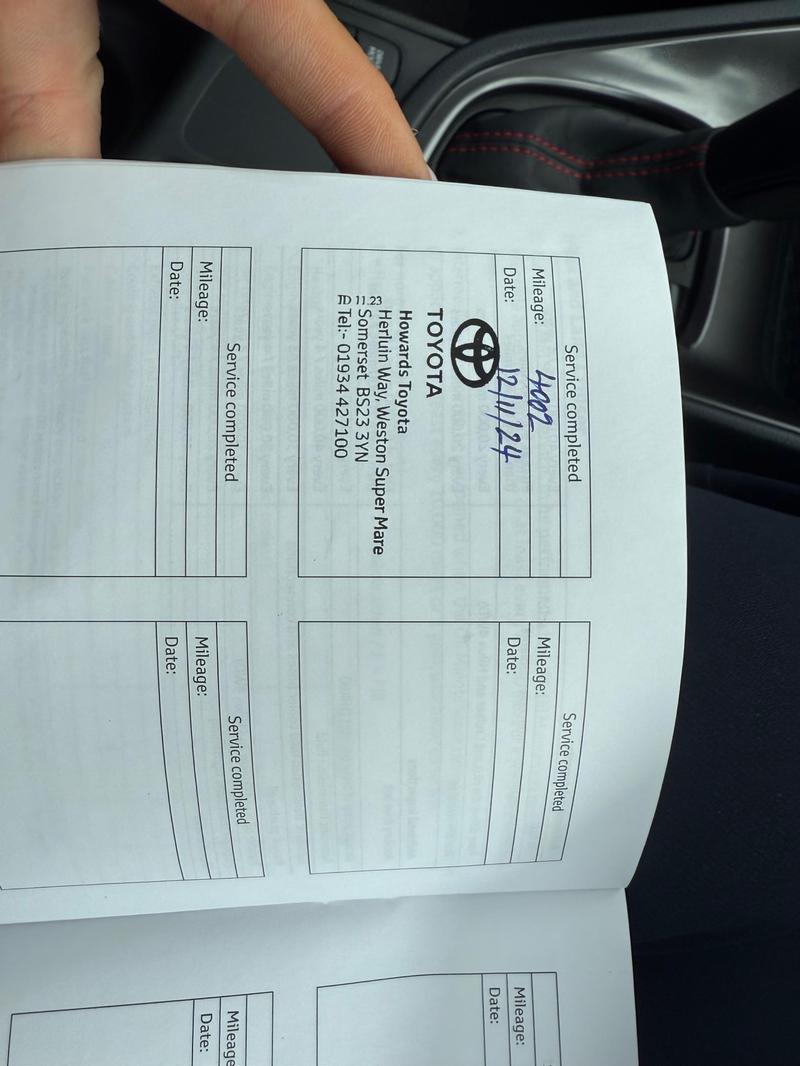 Service completed
Mileage: 4002
Date: 12/11/24
TOYOTA
Howards Toyota
Herluin Way, Weston Super Mare
Somerset BS23 3YN
Tel:- 01934 427100
11.23
Service completed
Mileage:
Date:
Service completed
Mileage:
Date:
Service completed
Mileage:
Date:
Mileage:
Date:
Mileage
Date: